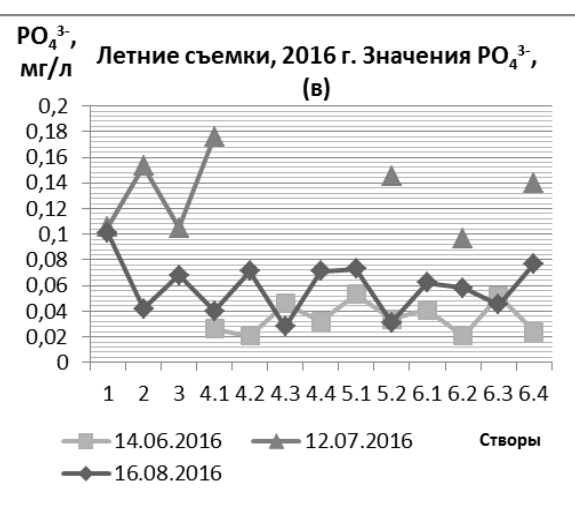 PO₄³⁻,
мг/л
Летние съемки, 2016 г. Значения PO₄³⁻,
(в)
0,2
0,18
0,16
0,14
0,12
0,1
0,08
0,06
0,04
0,02
0
1 2 3 4.1 4.2 4.3 4.4 5.1 5.2 6.1 6.2 6.3 6.4
14.06.2016 12.07.2016 Створы
16.08.2016